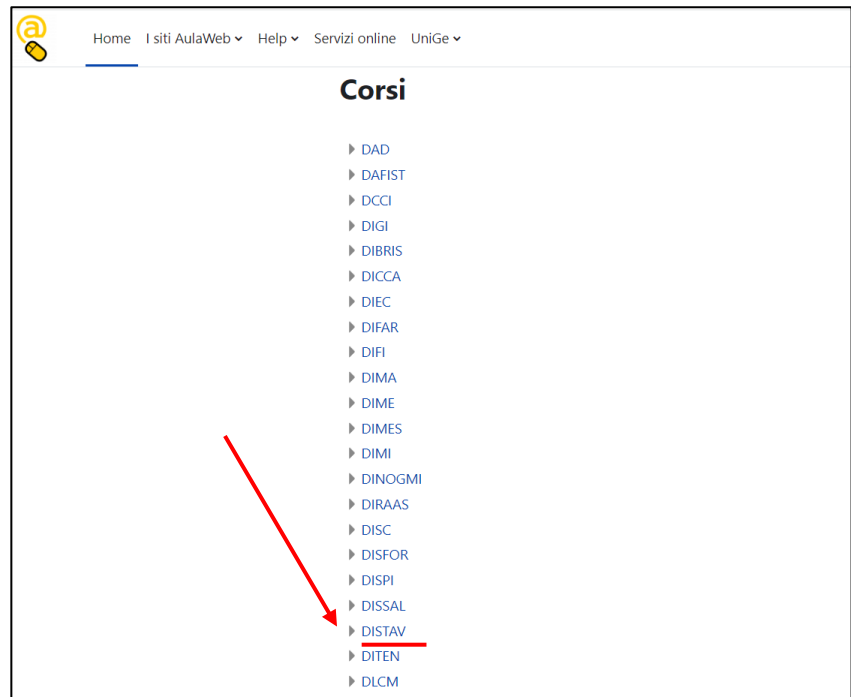 @
Home I siti AulaWeb Help Servizi online UniGe
Corsi
DAD
DAFIST
DCCI
DIGI
DIBRIS
DICCA
DIEC
DIFAR
DIFI
DIMA
DIME
DIMES
DIMI
DINOGMI
DIRAAS
DISC
DISFOR
DISPI
DISSAL
DISTAV
DITEN
DLCM